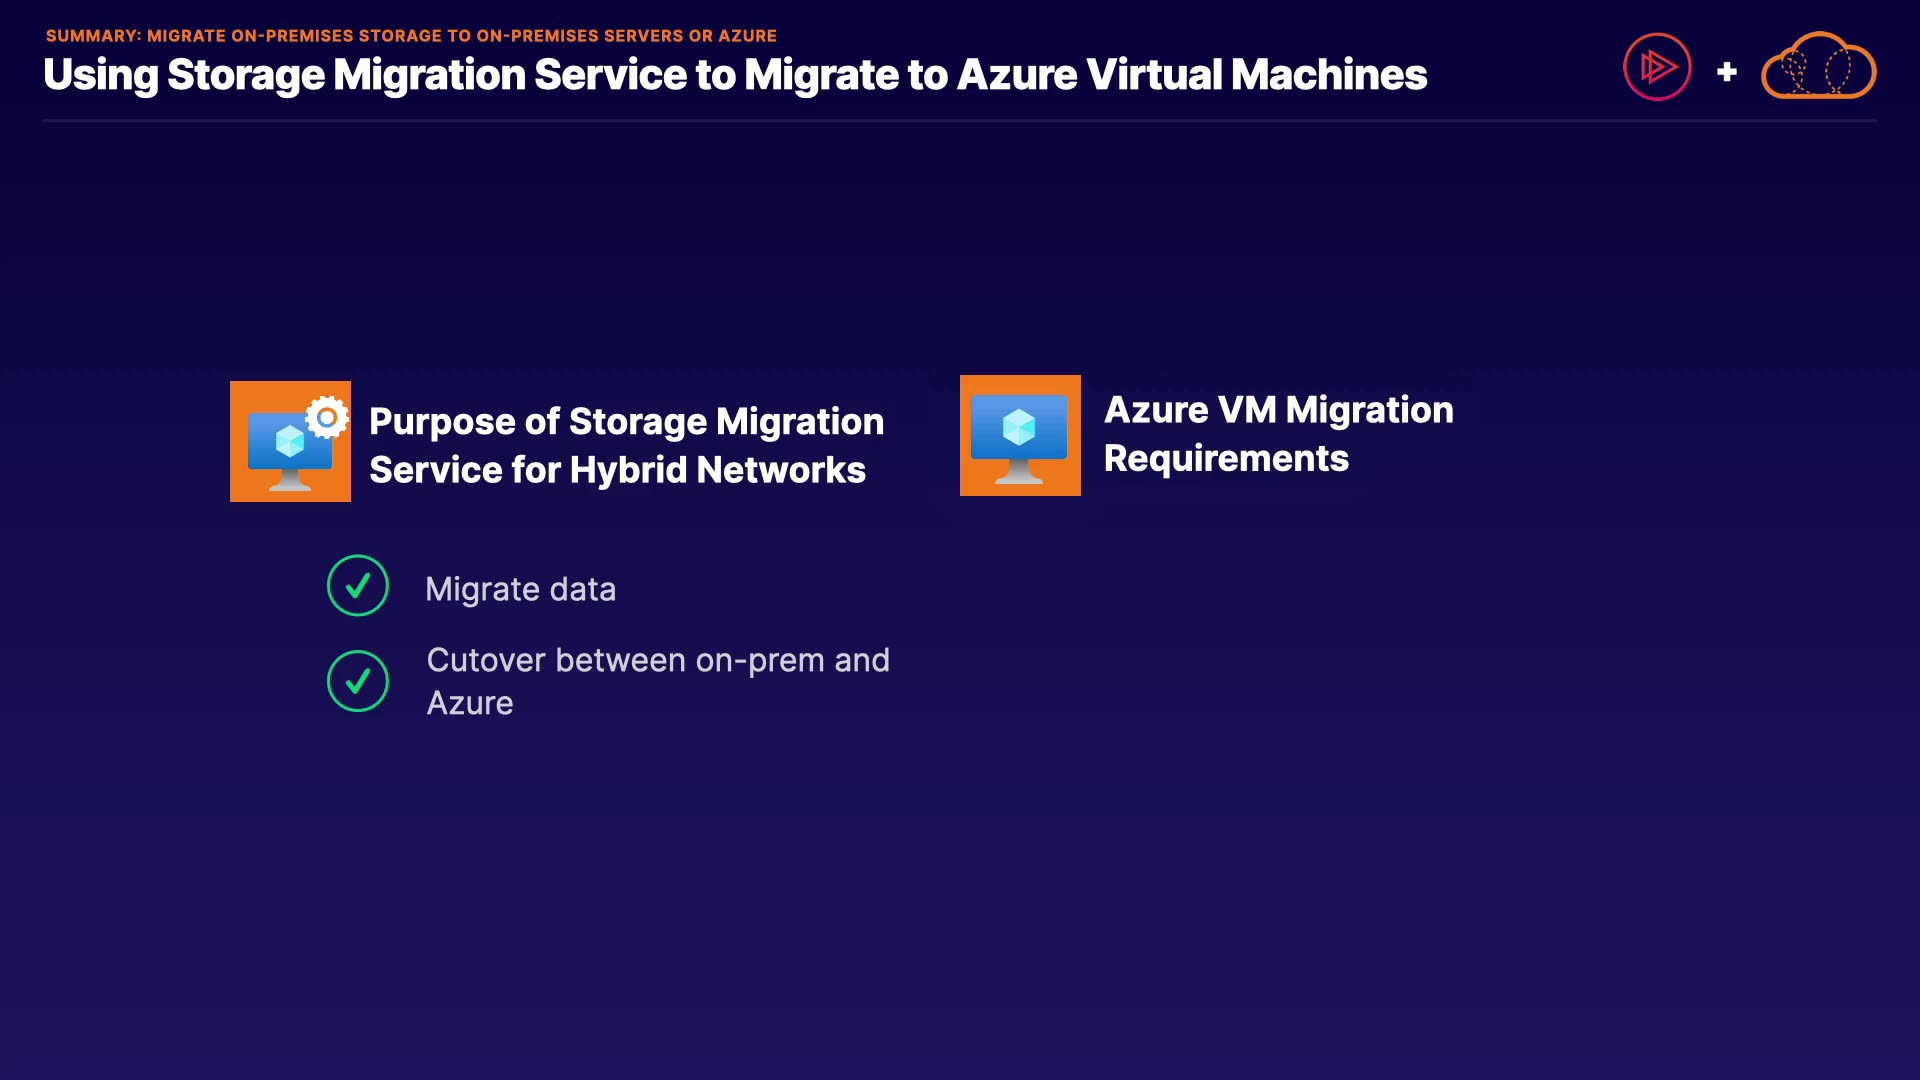 SUMMARY: MIGRATE ON-PREMISES STORAGE TO ON-PREMISES SERVERS OR AZURE
Using Storage Migration Service to Migrate to Azure Virtual Machines
Purpose of Storage Migration
Service for Hybrid Networks
Migrate data
Cutover between on-prem and
Azure
Azure VM Migration
Requirements